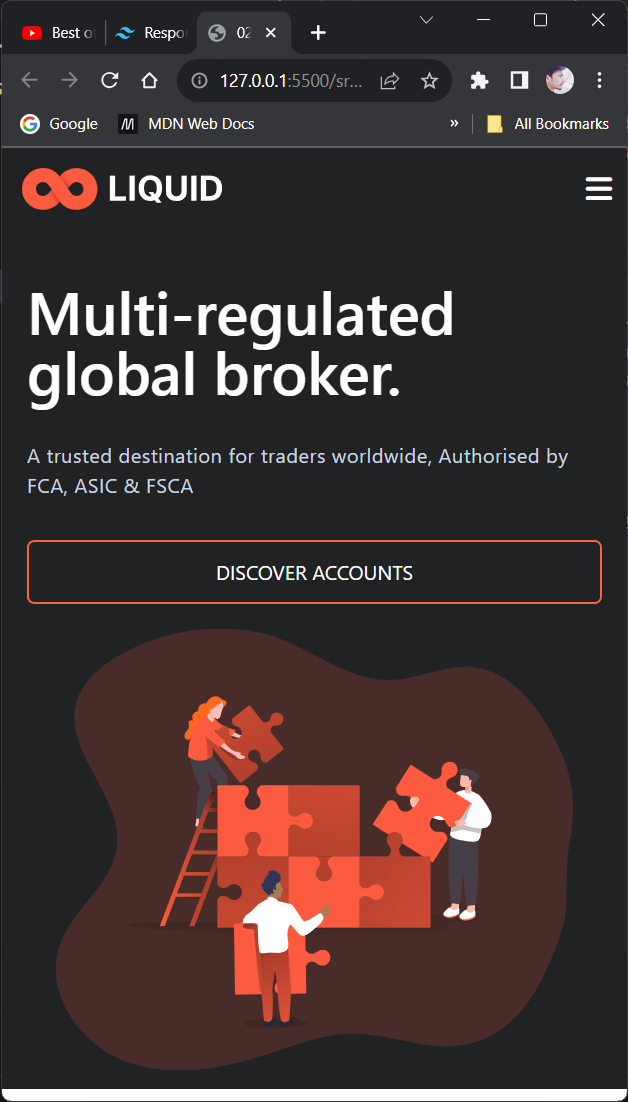 Best o
Respo
02
127.0.0.1:5500/sr...
Google
MDN Web Docs
»
All Bookmarks
LIQUID
Multi-regulated
global broker.
A trusted destination for traders worldwide, Authorised by
FCA, ASIC & FSCA
DISCOVER ACCOUNTS